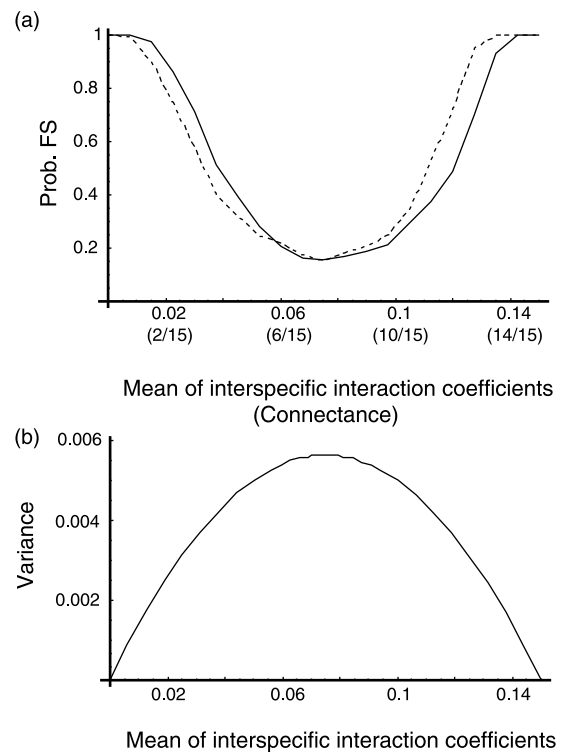 (a)
1
0.8
0.6
0.4
0.2
Prob. FS
0.02 0.06 0.1 0.14
(2/15) (6/15) (10/15) (14/15)
Mean of interspecific interaction coefficients
(Connectance)
(b)
0.006
0.004
0.002
Variance
0.02 0.06 0.1 0.14
Mean of interspecific interaction coefficients